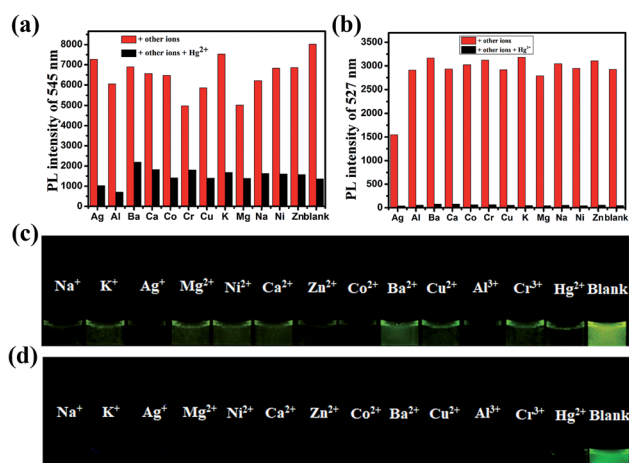 (a)
PL intensity of 545 nm
8000
7000
6000
5000
4000
3000
2000
1000
0
+ other ions
+ other ions + Hg²⁺
Ag Al Ba Ca Co Cr Cu K Mg Na Ni Zn blank
(b)
PL intensity of 527 nm
3000
2500
2000
1500
1000
500
0
+ other ions
+ other ions + Hg²⁺
Ag Al Ba Ca Co Cr Cu K Mg Na Ni Zn blank
(c)
Na⁺ K⁺ Ag⁺ Mg²⁺ Ni²⁺ Ca²⁺ Zn²⁺ Co²⁺ Ba²⁺ Cu²⁺ Al³⁺ Cr³⁺ Hg²⁺ Blank
(d)
Na⁺ K⁺ Ag⁺ Mg²⁺ Ni²⁺ Ca²⁺ Zn²⁺ Co²⁺ Ba²⁺ Cu²⁺ Al³⁺ Cr³⁺ Hg²⁺ Blank